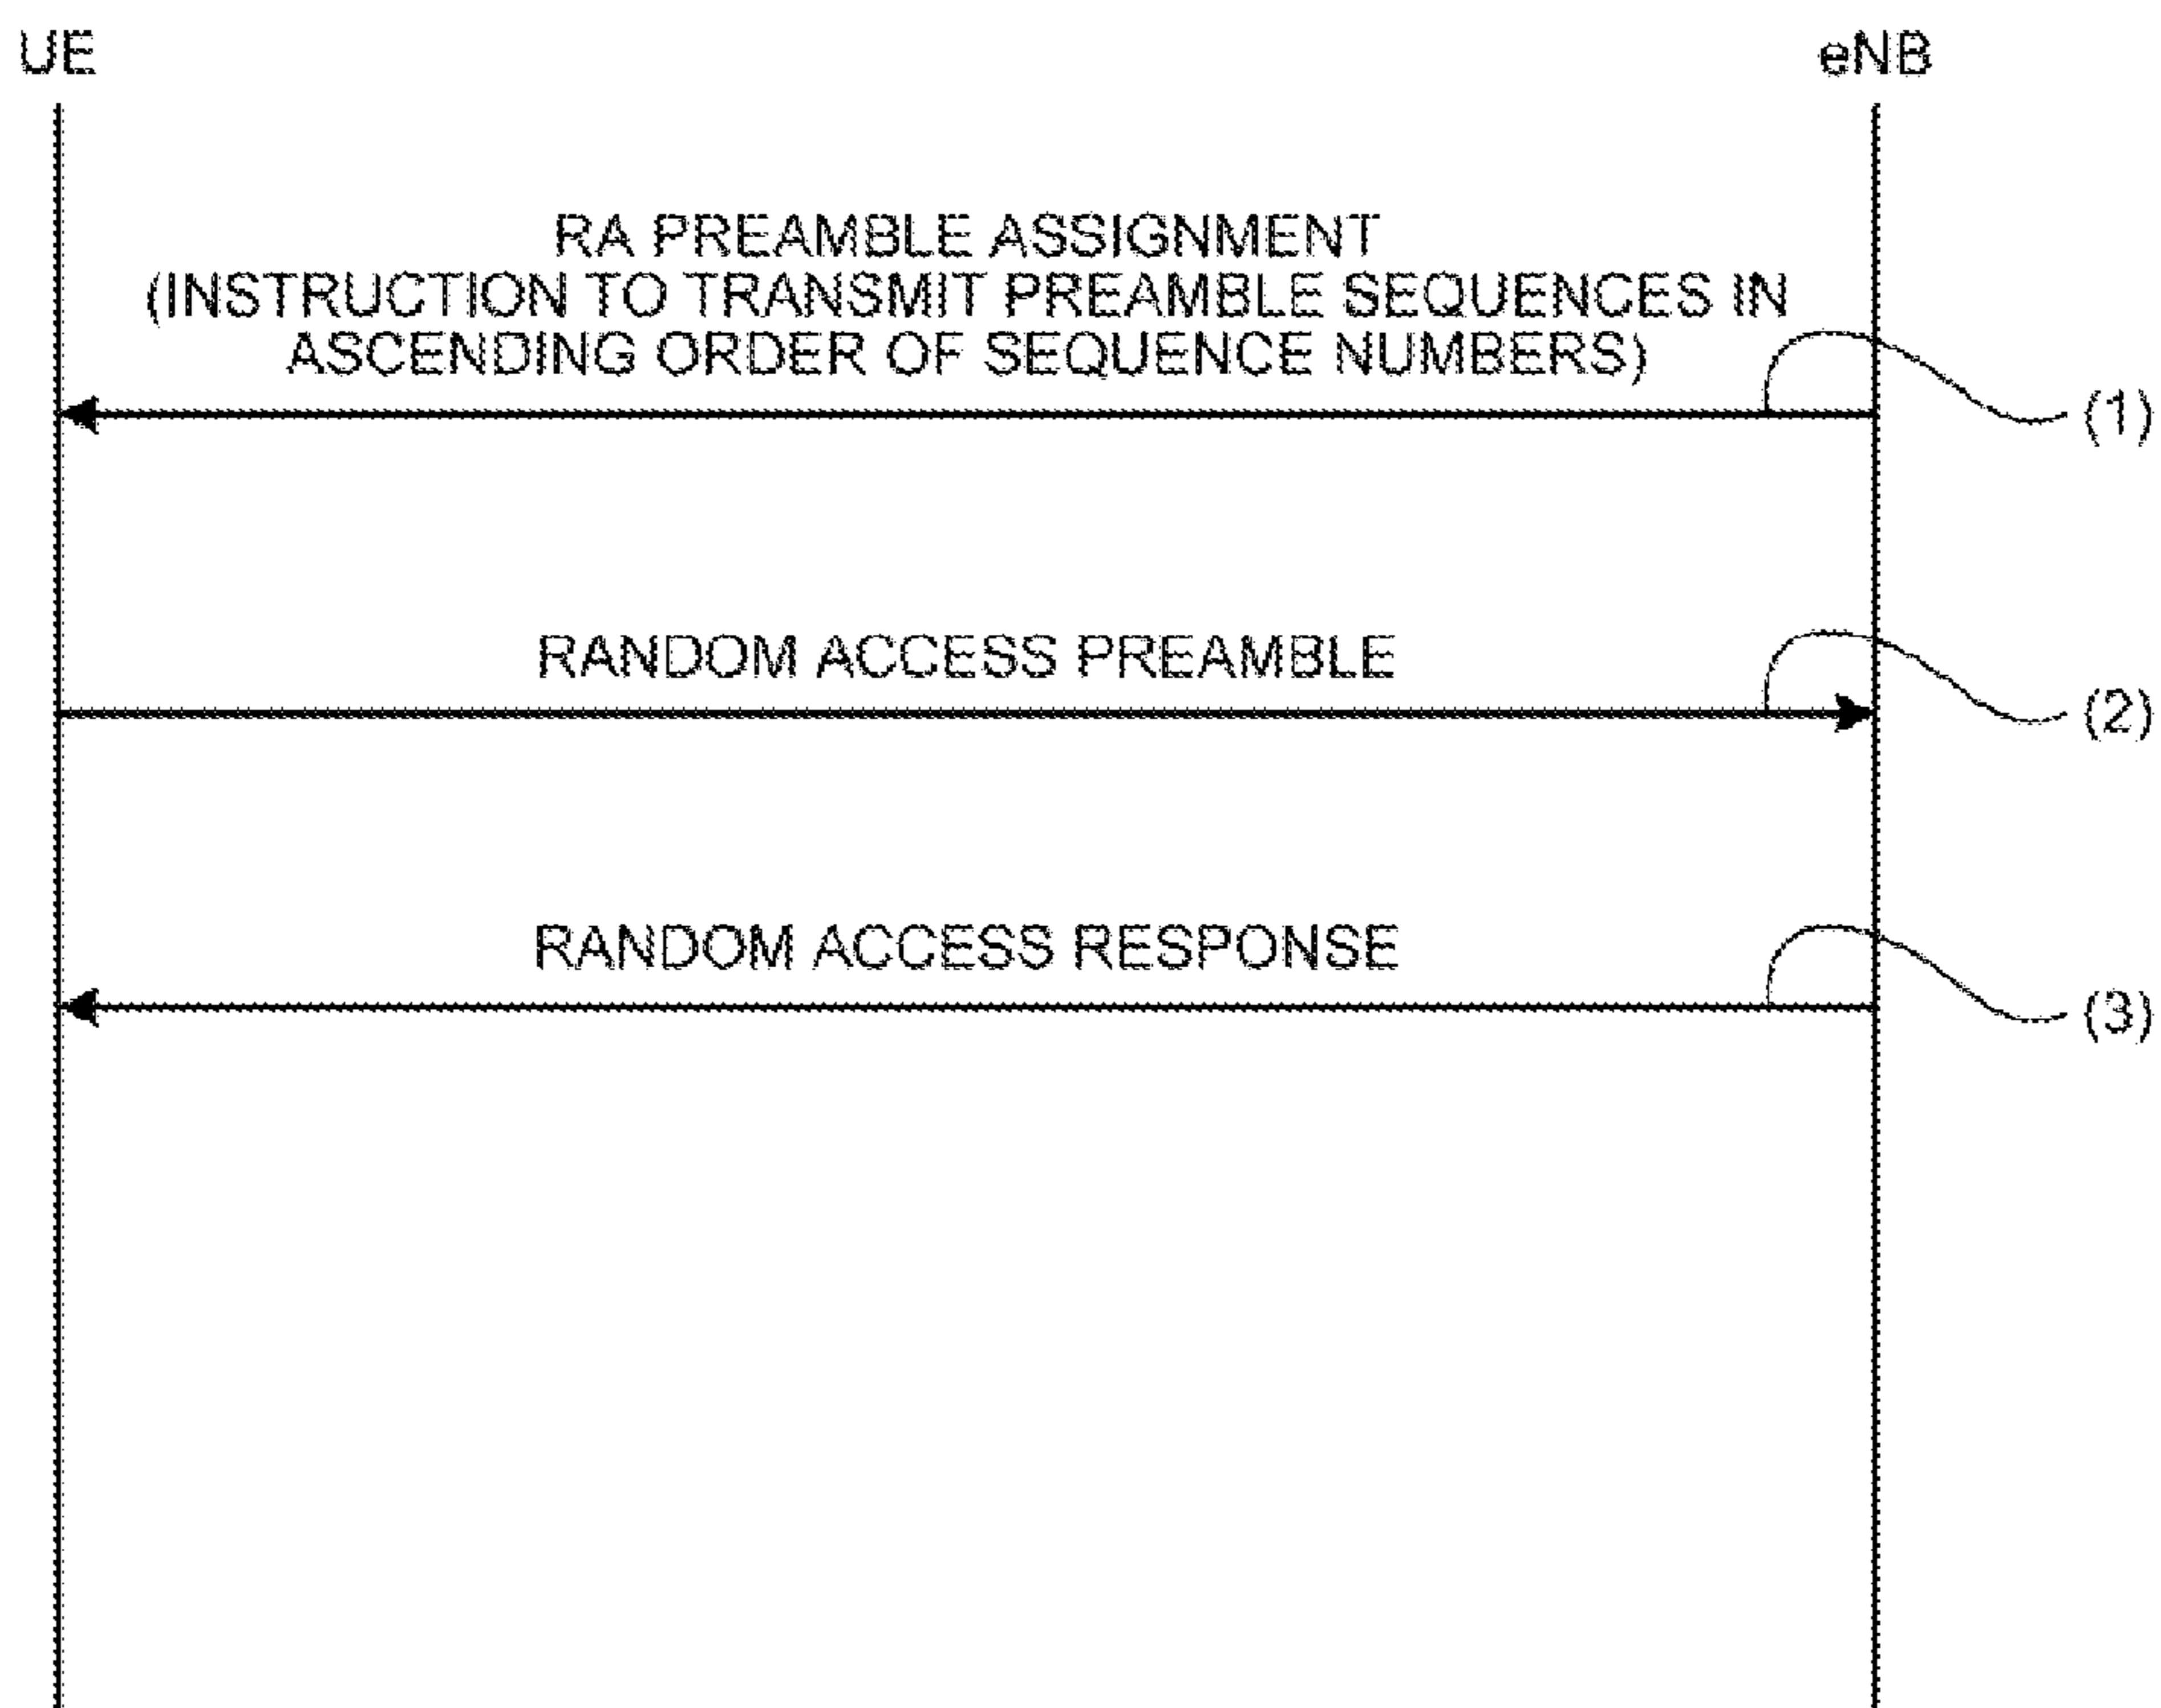 UE
eNB
RA PREAMBLE ASSIGNMENT
(INSTRUCTION TO TRANSMIT PREAMBLE SEQUENCES IN
ASCENDING ORDER OF SEQUENCE NUMBERS)
(1)
RANDOM ACCESS PREAMBLE
(2)
RANDOM ACCESS RESPONSE
(3)